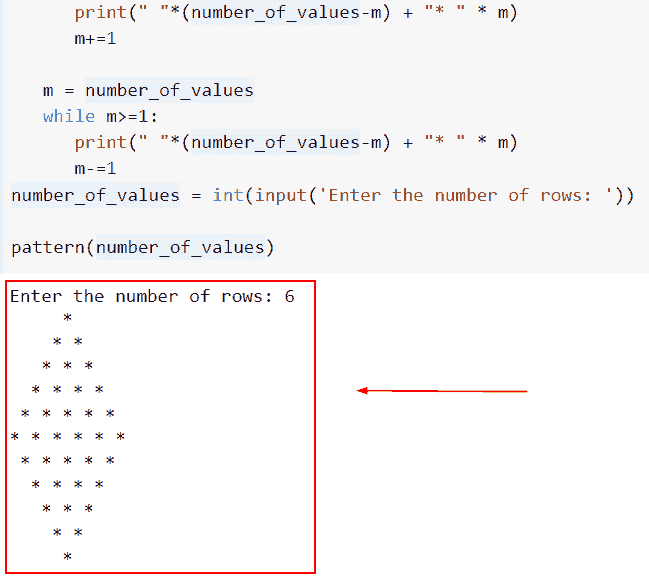 print(" "*(number_of_values-m) + "* " * m)
        m+=1

    m = number_of_values
    while m>=1:
        print(" "*(number_of_values-m) + "* " * m)
        m-=1
number_of_values = int(input('Enter the number of rows: '))

pattern(number_of_values)
Enter the number of rows: 6
     *
    * *
   * * *
  * * * *
 * * * * *
* * * * * *
 * * * * *
  * * * *
   * * *
    * *
     *